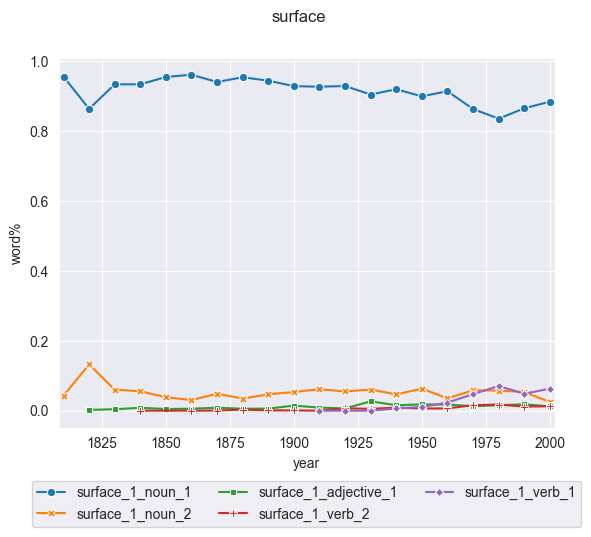 surface
1.0
0.8
0.6
0.4
0.2
0.0
word%
1825 1850 1875 1900 1925 1950 1975 2000
year
surface_1_noun_1 surface_1_adjective_1 surface_1_verb_1
surface_1_noun_2 surface_1_verb_2